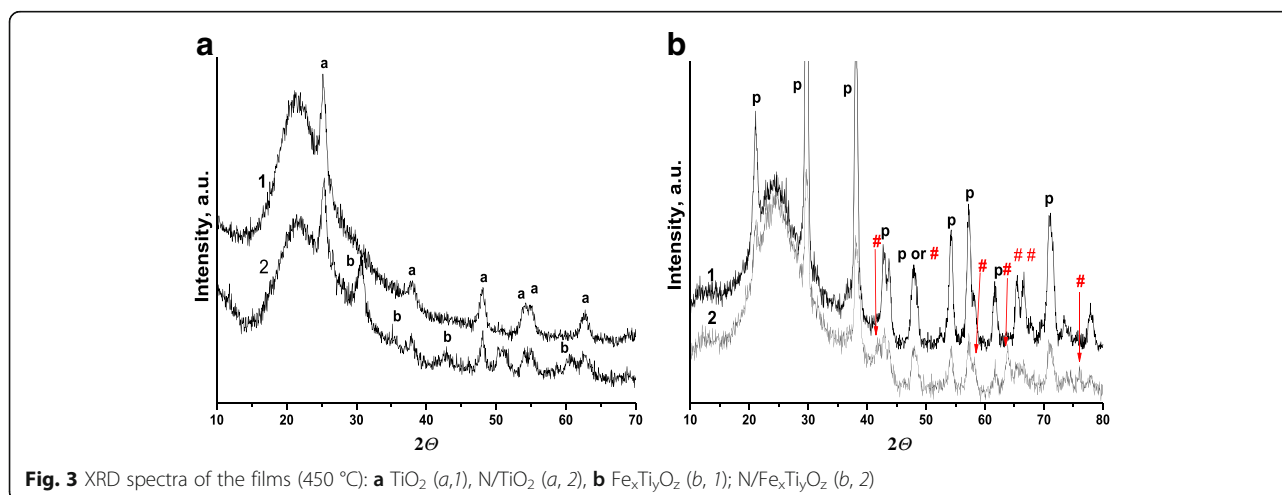 a
a
1
2
b
b
a
b
a
a
a
b
a
Intensity, a.u.
10 20 30 40 50 60 70
2Θ
b
p
p
p
p
#
p or #
p
p
#
p
#
# #
p
#
1
2
Intensity, a.u.
10 20 30 40 50 60 70 80
2Θ
Fig. 3 XRD spectra of the films (450 °C): a TiO₂ (a,1), N/TiO₂ (a, 2), b FeₓTiyOz (b, 1); N/FeₓTiyOz (b, 2)